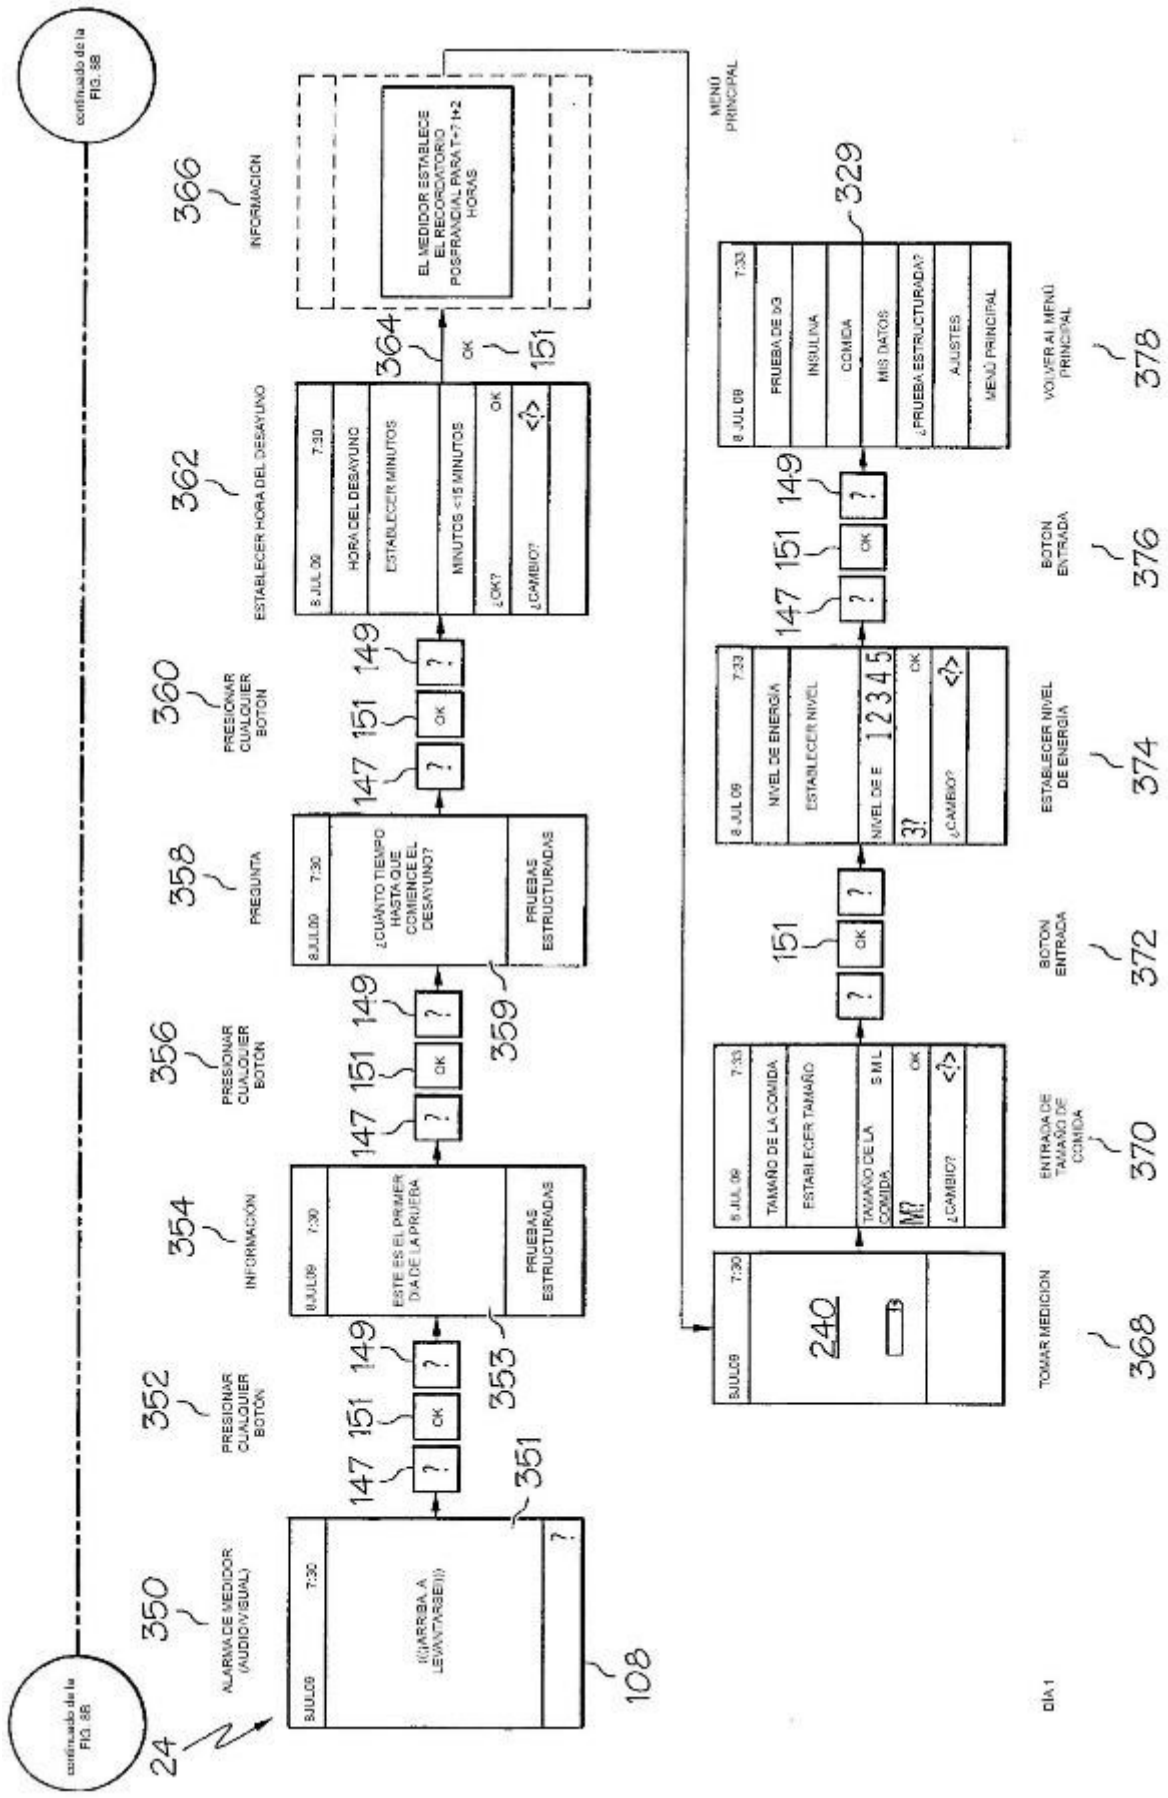 continuado de la
FIG. 8B
continuado de la
FIG. 8B
24
350
ALARMA DE MEDIDOR
(AUDIO/VISUAL)
8JUL09 7:30
((((ARRIBA, A
LEVANTARSE))))
?
351
108
352
PRESIONAR
CUALQUIER
BOTÓN
147 151 149
? OK ?
354
INFORMACIÓN
8JUL09 7:30
ESTE ES EL PRIMER
DIA DE LA PRUEBA
PRUEBAS
ESTRUCTURADAS
353
356
PRESIONAR
CUALQUIER
BOTÓN
147 151 149
? OK ?
358
PREGUNTA
8JUL09 7:30
¿CUÁNTO TIEMPO
HASTA QUE
COMIENCE EL
DESAYUNO?
PRUEBAS
ESTRUCTURADAS
359
360
PRESIONAR
CUALQUIER
BOTÓN
147 151 149
? OK ?
362
ESTABLECER HORA DEL DESAYUNO
8 JUL 09 7:30
HORA DEL DESAYUNO
ESTABLECER MINUTOS
MINUTOS <15 MINUTOS
¿OK? OK
¿CAMBIO? <?>
364
OK
151
366
INFORMACIÓN
EL MEDIDOR ESTABLECE
EL RECORDATORIO
POSPRANDIAL PARA T+? t+2
HORAS
8JUL09 7:30
240
TOMAR MEDICION
368
8 JUL 09 7:33
TAMAÑO DE LA COMIDA
ESTABLECER TAMAÑO
TAMAÑO DE LA
COMIDA S M L
M? OK
¿CAMBIO? <?>
ENTRADA DE
TAMAÑO DE
COMIDA
370
151
? OK ?
BOTON
ENTRADA
372
8 JUL 09 7:33
NIVEL DE ENERGÍA
ESTABLECER NIVEL
NIVEL DE E 1 2 3 4 5
3? OK
¿CAMBIO? <?>
ESTABLECER NIVEL
DE ENERGÍA
374
147 151 149
? OK ?
BOTON
ENTRADA
376
MENÚ
PRINCIPAL
329
8 JUL 09 7:33
PRUEBA DE bG
INSULINA
COMIDA
MIS DATOS
¿PRUEBA ESTRUCTURADA?
AJUSTES
MENÚ PRINCIPAL
VOLVER AL MENÚ
PRINCIPAL
378
DÍA 1